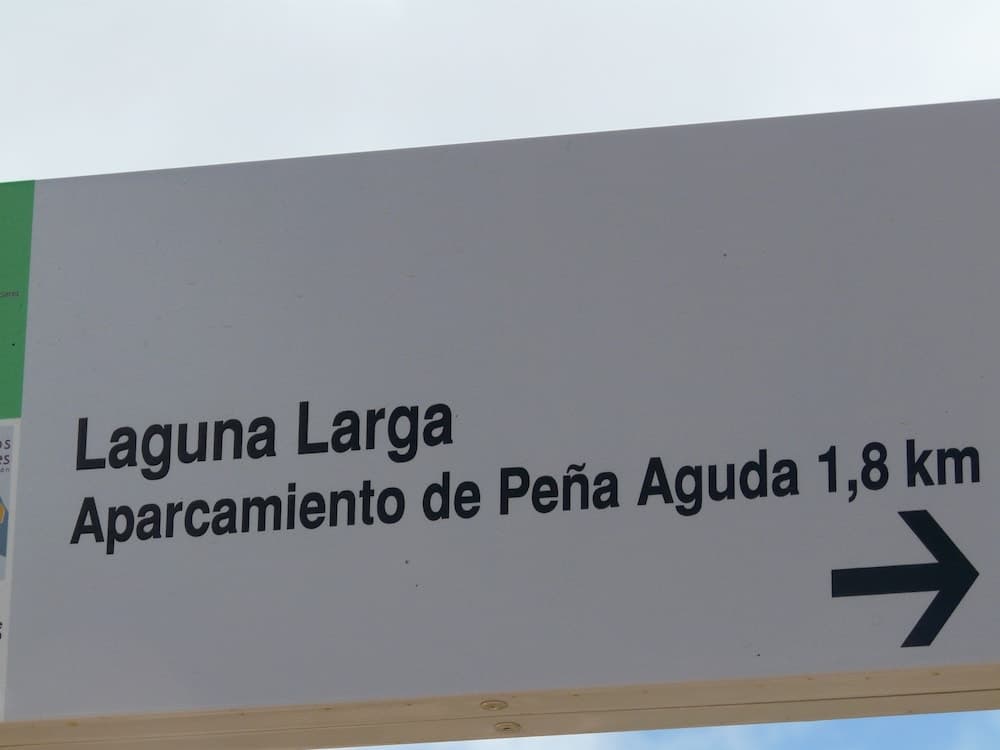 Laguna Larga
Aparcamiento de Peña Aguda 1,8 km